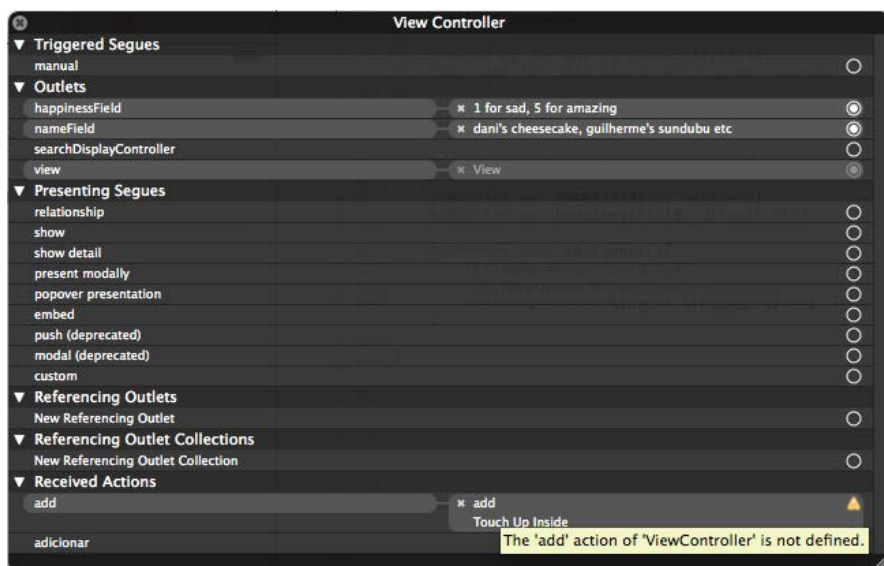 View Controller
Triggered Segues
manual
Outlets
happinessField 1 for sad, 5 for amazing
nameField dani's cheesecake, guilherme's sundubu etc
searchDisplayController
view View
Presenting Segues
relationship
show
show detail
present modally
popover presentation
embed
push (deprecated)
modal (deprecated)
custom
Referencing Outlets
New Referencing Outlet
Referencing Outlet Collections
New Referencing Outlet Collection
Received Actions
add add
Touch Up Inside
The 'add' action of 'ViewController' is not defined.
adicionar